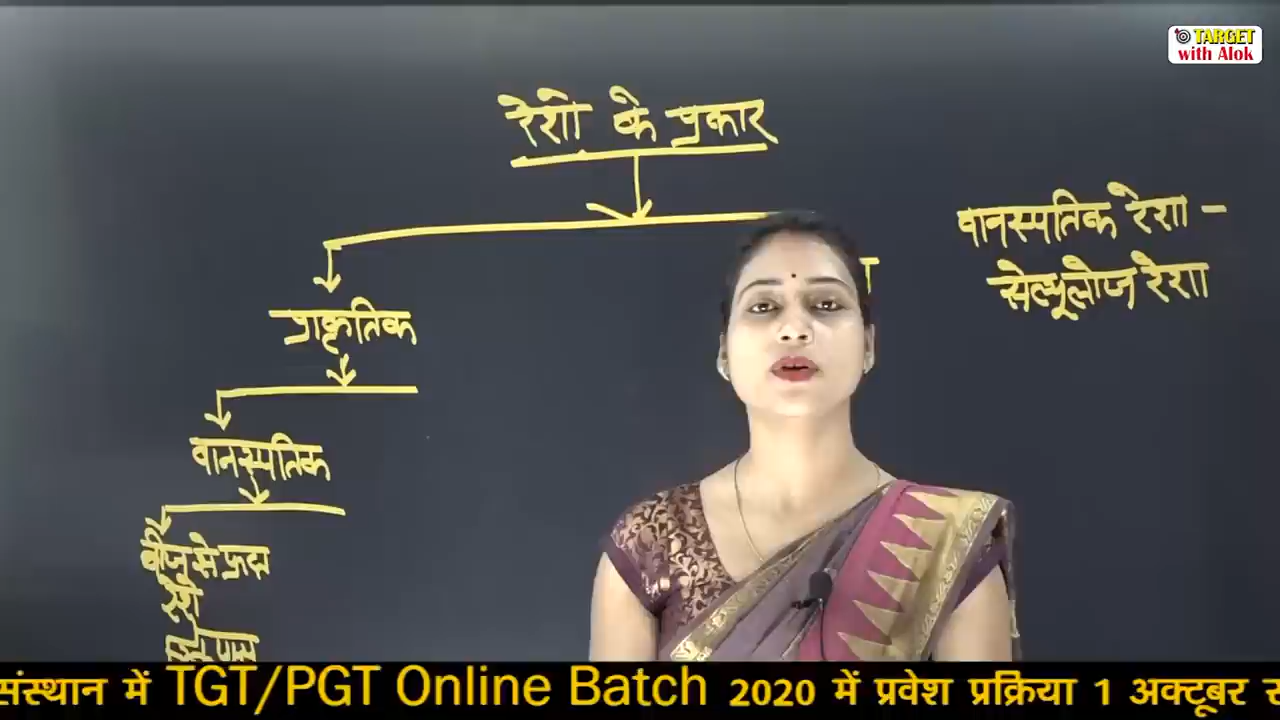 TARGET
with Alok
रेशो के प्रकार
वानस्पतिक रेशा -
सेल्यूलोज रेशा
प्राकृतिक
वानस्पतिक
बीज से प्राप्त
रेशे
संस्थान में TGT/PGT Online Batch 2020 में प्रवेश प्रक्रिया 1 अक्टूबर